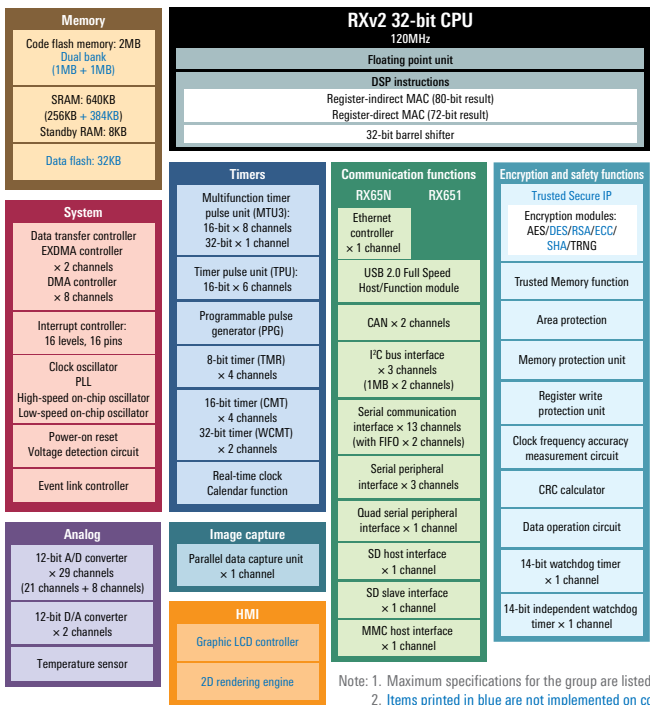 Memory
Code flash memory: 2MB
Dual bank
(1MB + 1MB)
SRAM: 640KB
(256KB + 384KB)
Standby RAM: 8KB
Data flash: 32KB
RXv2 32-bit CPU
120MHz
Floating point unit
DSP instructions
Register-indirect MAC (80-bit result)
Register-direct MAC (72-bit result)
32-bit barrel shifter
System
Data transfer controller
EXDMA controller
× 2 channels
DMA controller
× 8 channels
Interrupt controller:
16 levels, 16 pins
Clock oscillator
PLL
High-speed on-chip oscillator
Low-speed on-chip oscillator
Power-on reset
Voltage detection circuit
Event link controller
Analog
12-bit A/D converter
× 29 channels
(21 channels + 8 channels)
12-bit D/A converter
× 2 channels
Temperature sensor
Timers
Multifunction timer
pulse unit (MTU3):
16-bit × 8 channels
32-bit × 1 channel
Timer pulse unit (TPU):
16-bit × 6 channels
Programmable pulse
generator (PPG)
8-bit timer (TMR)
× 4 channels
16-bit timer (CMT)
× 4 channels
32-bit timer (WCMT)
× 2 channels
Real-time clock
Calendar function
Image capture
Parallel data capture unit
× 1 channel
HMI
Graphic LCD controller
2D rendering engine
Communication functions
RX65N RX651
Ethernet
controller
× 1 channel
USB 2.0 Full Speed
Host/Function module
CAN × 2 channels
I²C bus interface
× 3 channels
(1MB × 2 channels)
Serial communication
interface × 13 channels
(with FIFO × 2 channels)
Serial peripheral
interface × 3 channels
Quad serial peripheral
interface × 1 channel
SD host interface
× 1 channel
SD slave interface
× 1 channel
MMC host interface
× 1 channel
Encryption and safety functions
Trusted Secure IP
Encryption modules:
AES/DES/RSA/ECC/
SHA/TRNG
Trusted Memory function
Area protection
Memory protection unit
Register write
protection unit
Clock frequency accuracy
measurement circuit
CRC calculator
Data operation circuit
14-bit watchdog timer
× 1 channel
14-bit independent watchdog
timer × 1 channel
Note: 1. Maximum specifications for the group are listed
2. Items printed in blue are not implemented on